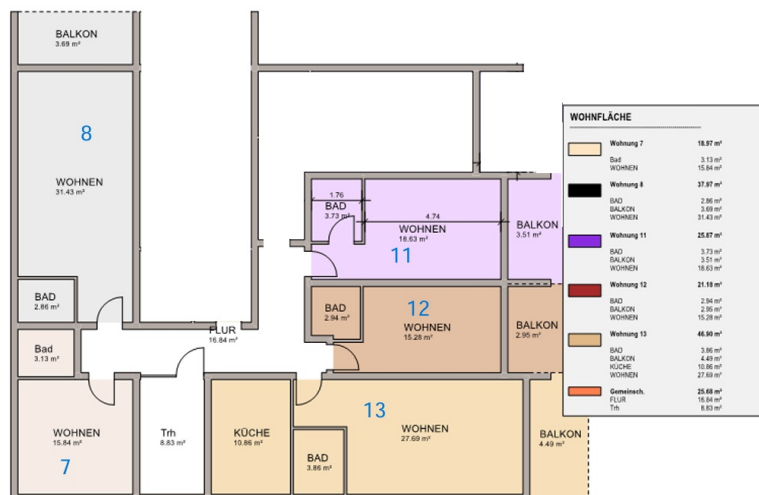 BALKON
3.69 m²
8
WOHNEN
31.43 m²
BAD
2.86 m²
Bad
3.13 m²
WOHNEN
15.84 m²
7
Trh
8.83 m²
FLUR
16.84 m²
KÜCHE
10.86 m²
BAD
3.86 m²
13
WOHNEN
27.69 m²
BALKON
4.49 m²
1.76
BAD
3.73 m²
4.74
WOHNEN
18.63 m²
11
BALKON
3.51 m²
BAD
2.94 m²
12
WOHNEN
15.28 m²
BALKON
2.95 m²
WOHNFLÄCHE
Wohnung 7 18.97 m²
Bad 3.13 m²
WOHNEN 15.84 m²
Wohnung 8 37.97 m²
BAD 2.86 m²
BALKON 3.69 m²
WOHNEN 31.43 m²
Wohnung 11 25.87 m²
BAD 3.73 m²
BALKON 3.51 m²
WOHNEN 18.63 m²
Wohnung 12 21.18 m²
BAD 2.94 m²
BALKON 2.95 m²
WOHNEN 15.28 m²
Wohnung 13 46.90 m²
BAD 3.86 m²
BALKON 4.49 m²
KÜCHE 10.86 m²
WOHNEN 27.69 m²
Gemeinsch. 25.68 m²
FLUR 16.84 m²
Trh 8.83 m²